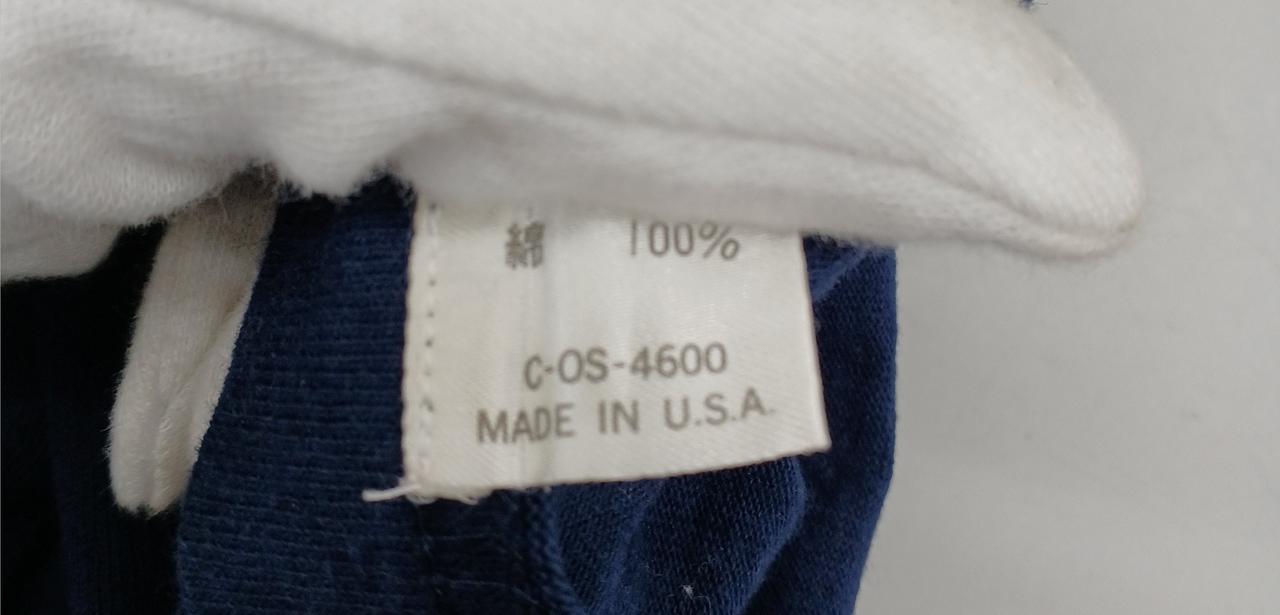 綿 100%
C-OS-4600
MADE IN U.S.A.